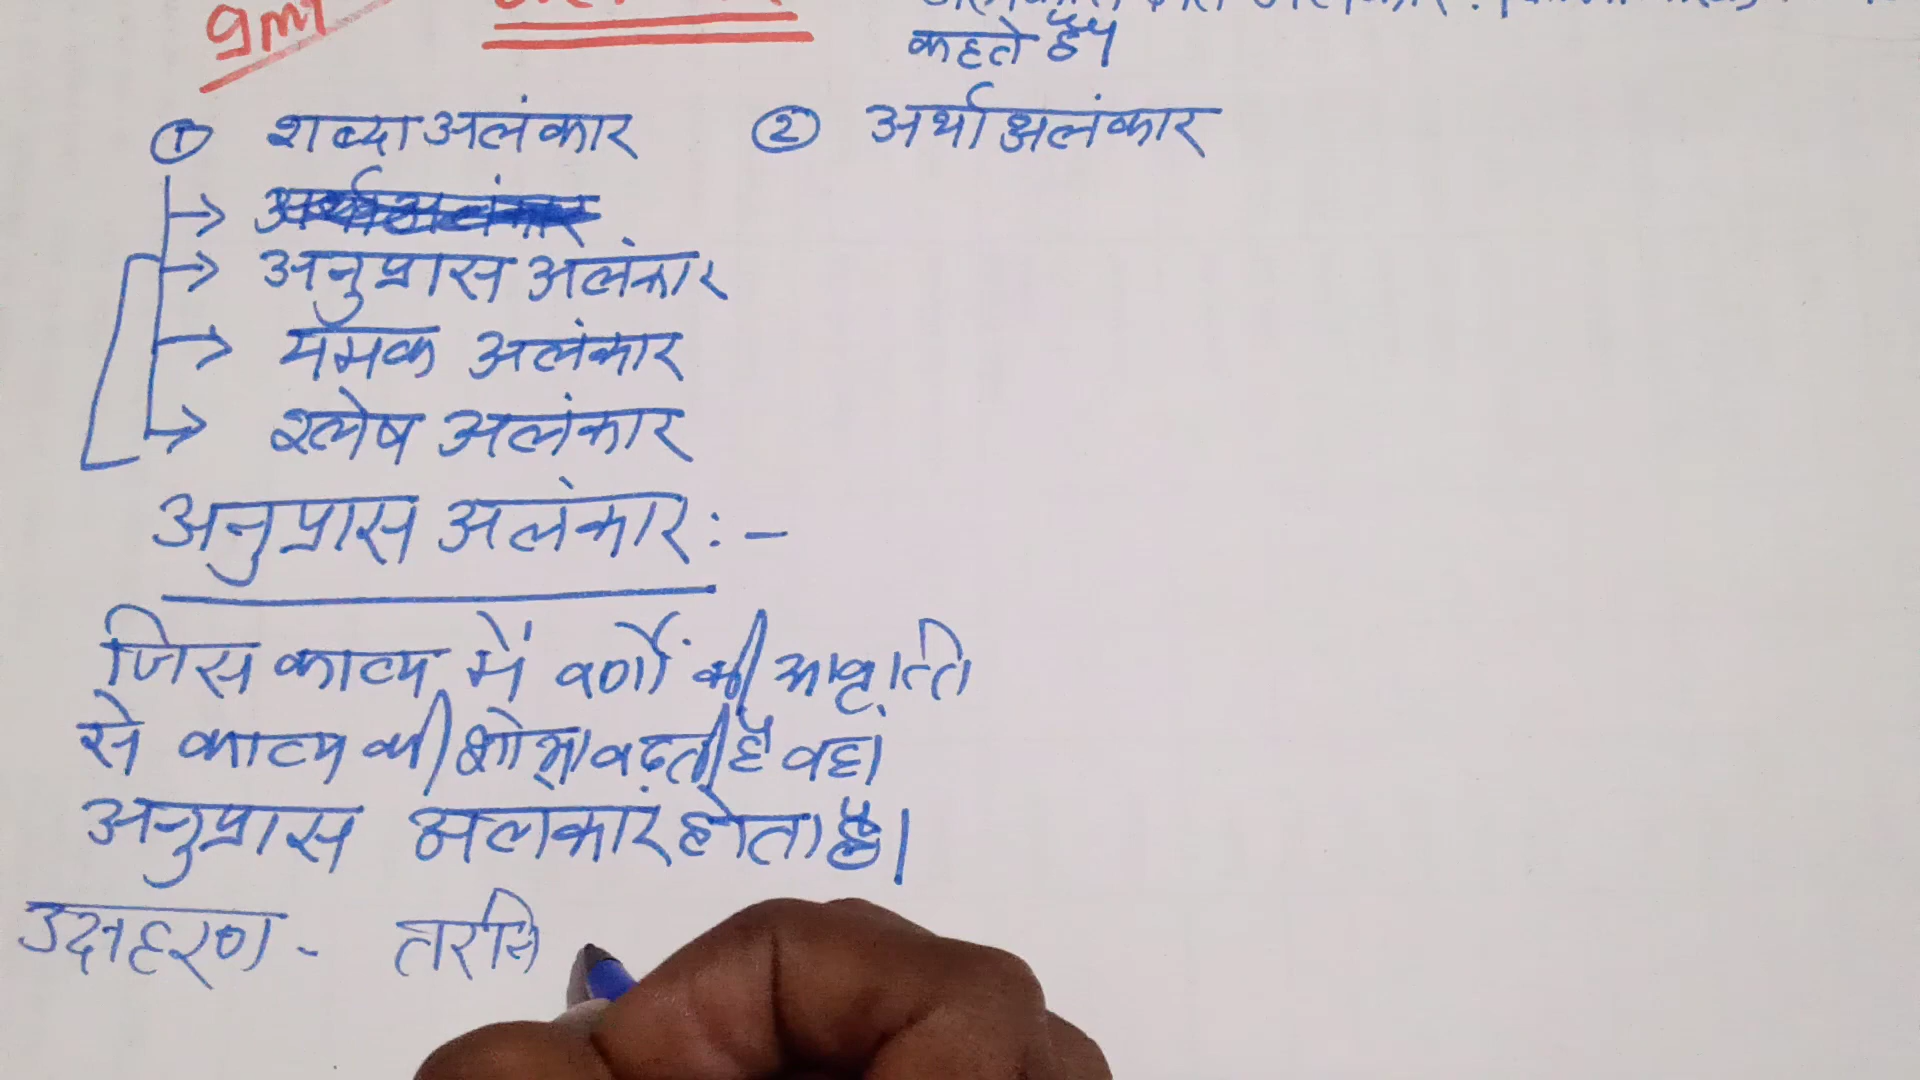 कहते हैं।
① शब्दा अलंकार ② अर्था अलंकार
अनुप्रास अलंकार
यमक अलंकार
श्लेष अलंकार
अनुप्रास अलंकार :-
जिस काव्य में वर्णों की आवृत्ति
से काव्य की शोभा बढ़ती है वहां
अनुप्रास अलंकार होता है।
उदाहरण - तरनि